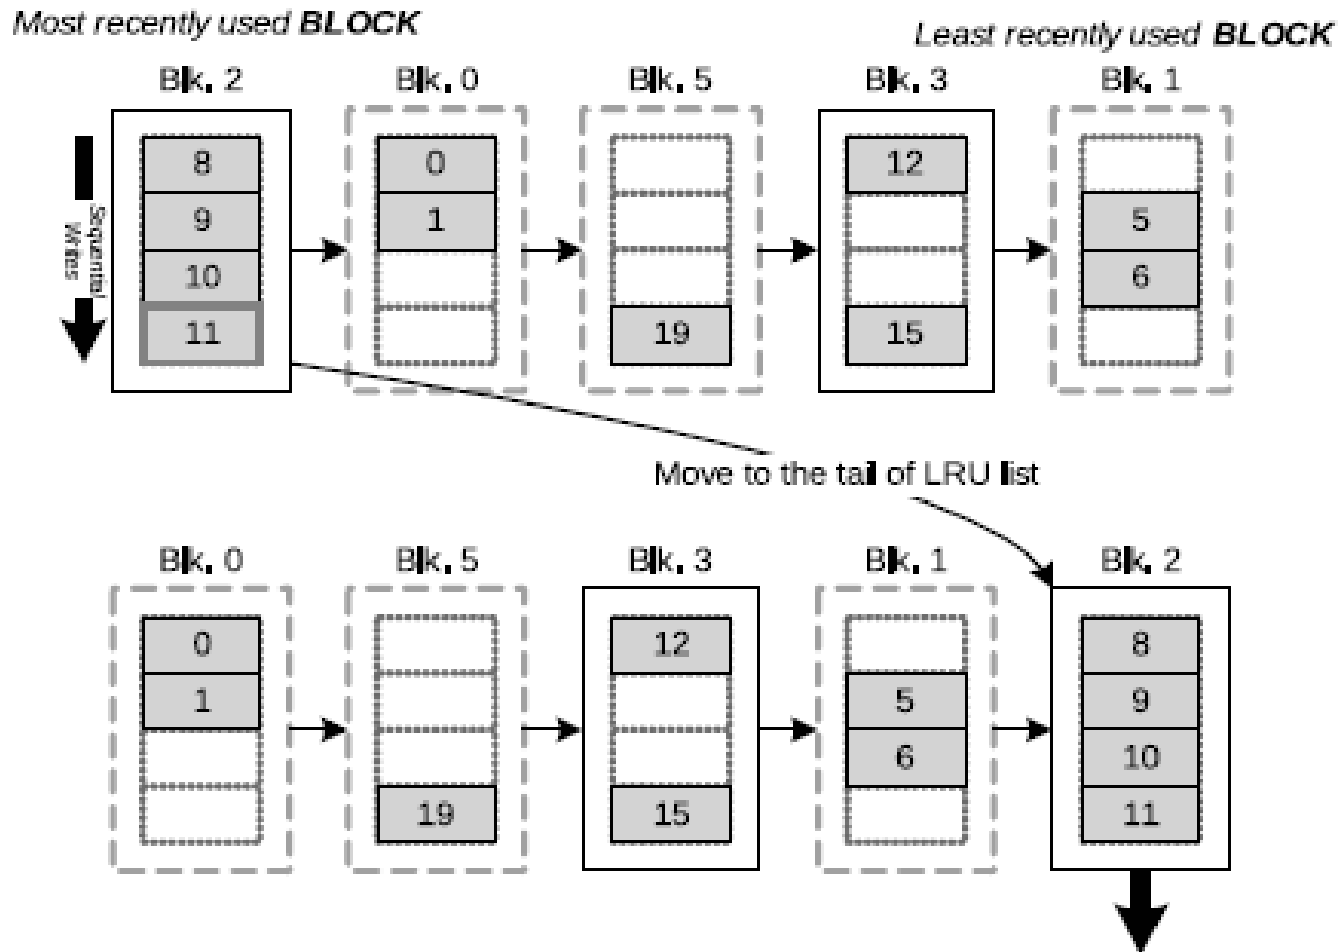 Most recently used BLOCK
Least recently used BLOCK
Blk. 2 Blk. 0 Blk. 5 Blk. 3 Blk. 1
Sequential
Writes
8 0 12
9 1 5
10 6
11 19 15
Move to the tail of LRU list
Blk. 0 Blk. 5 Blk. 3 Blk. 1 Blk. 2
0 12 8
1 5 9
6 10
19 15 11